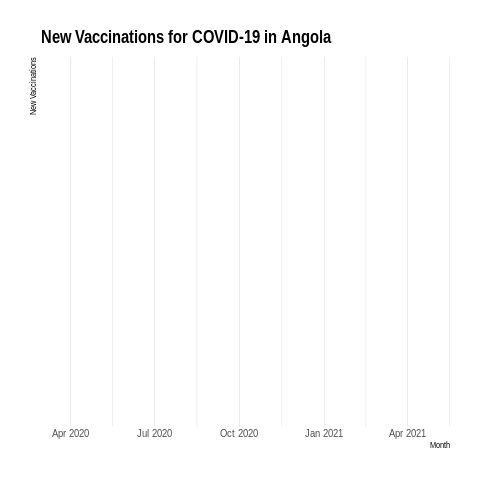 New Vaccinations for COVID-19 in Angola
New Vaccinations
Apr 2020 Jul 2020 Oct 2020 Jan 2021 Apr 2021
Month